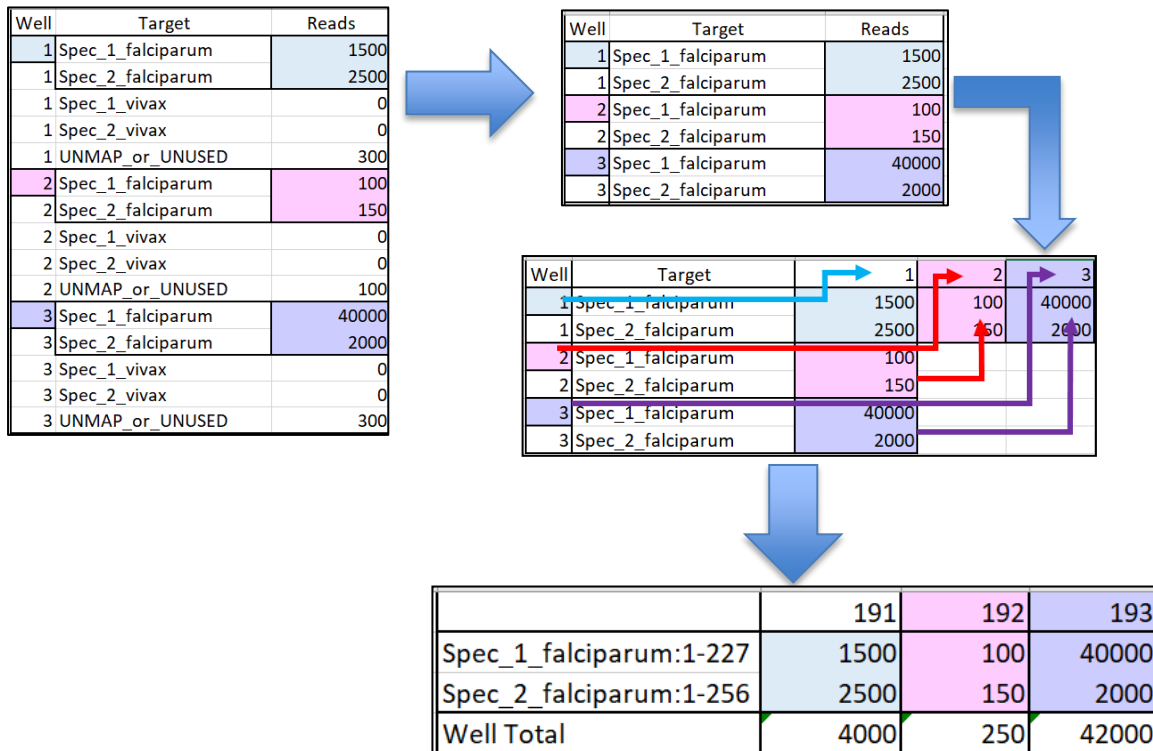 Well Target Reads
1 Spec_1_falciparum 1500
1 Spec_2_falciparum 2500
1 Spec_1_vivax 0
1 Spec_2_vivax 0
1 UNMAP_or_UNUSED 300
2 Spec_1_falciparum 100
2 Spec_2_falciparum 150
2 Spec_1_vivax 0
2 Spec_2_vivax 0
2 UNMAP_or_UNUSED 100
3 Spec_1_falciparum 40000
3 Spec_2_falciparum 2000
3 Spec_1_vivax 0
3 Spec_2_vivax 0
3 UNMAP_or_UNUSED 300
Well Target Reads
1 Spec_1_falciparum 1500
1 Spec_2_falciparum 2500
2 Spec_1_falciparum 100
2 Spec_2_falciparum 150
3 Spec_1_falciparum 40000
3 Spec_2_falciparum 2000
Well Target 1 2 3
1 Spec_1_falciparum 1500 100 40000
1 Spec_2_falciparum 2500 150 2000
2 Spec_1_falciparum 100
2 Spec_2_falciparum 150
3 Spec_1_falciparum 40000
3 Spec_2_falciparum 2000
191 192 193
Spec_1_falciparum:1-227 1500 100 40000
Spec_2_falciparum:1-256 2500 150 2000
Well Total 4000 250 42000